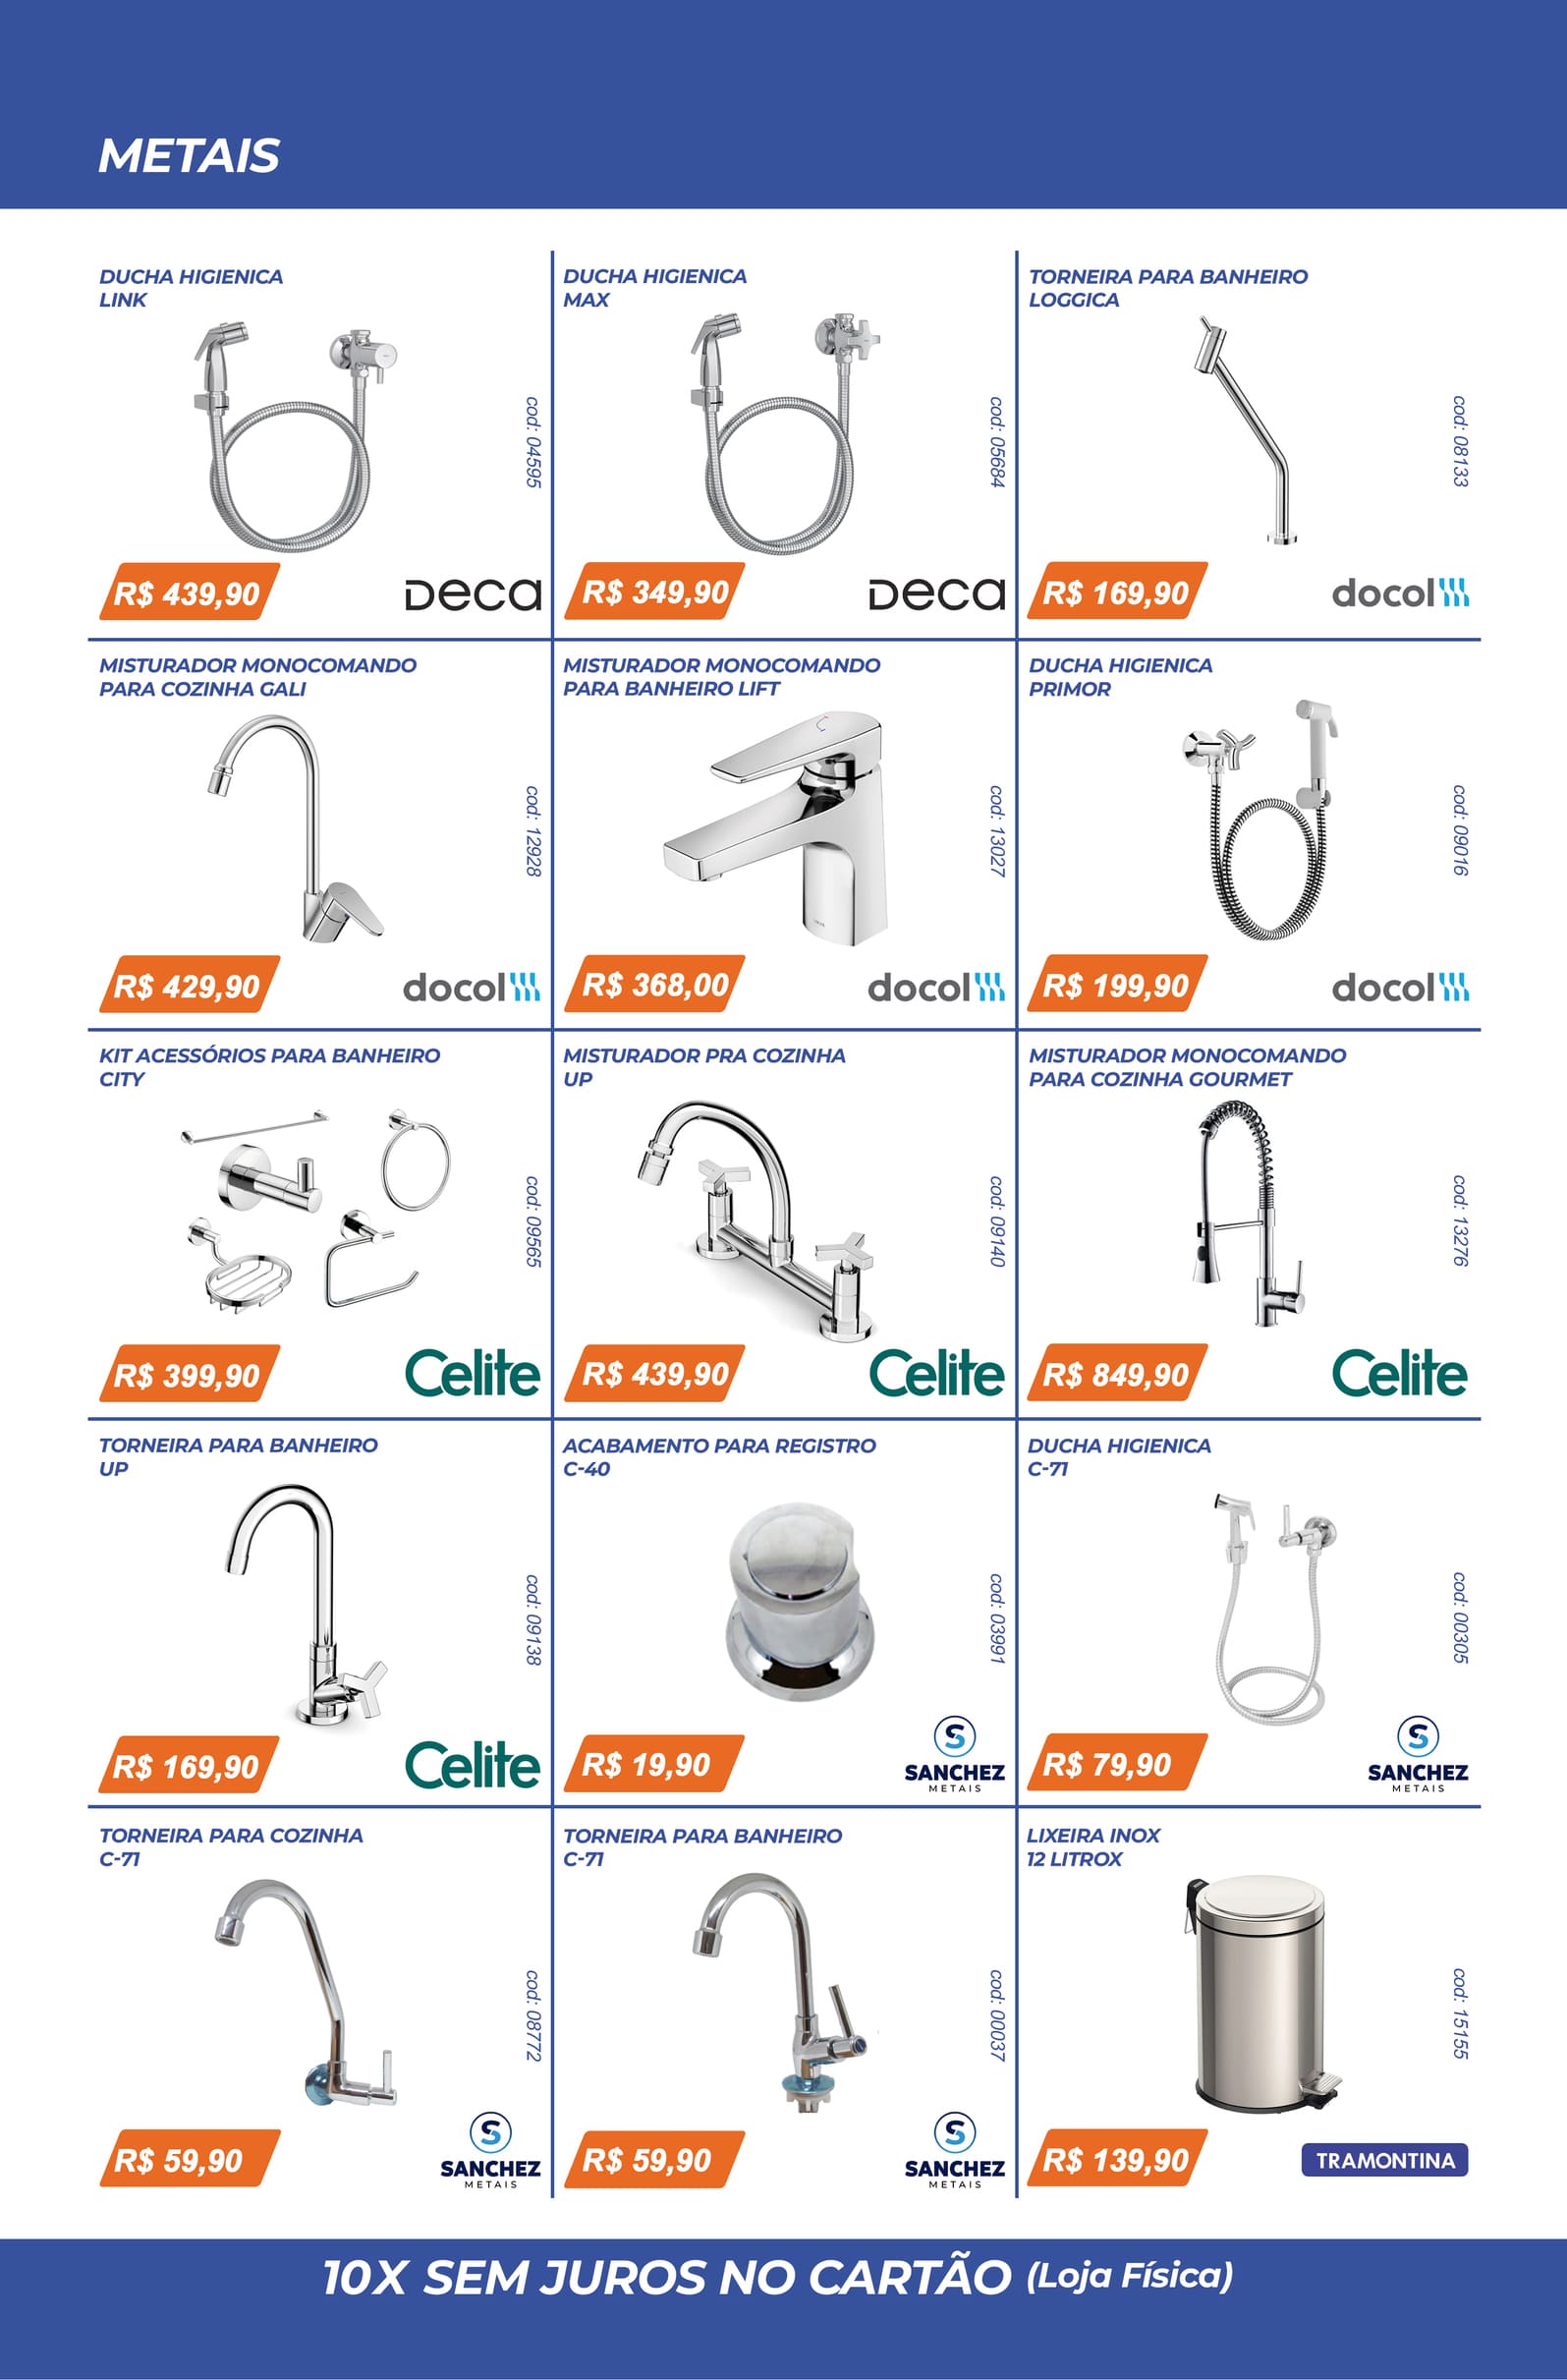 METAIS
DUCHA HIGIENICA
LINK
cod: 04595
R$ 439,90
Deca
DUCHA HIGIENICA
MAX
cod: 05684
R$ 349,90
Deca
TORNEIRA PARA BANHEIRO
LOGGICA
cod: 08133
R$ 169,90
docol
MISTURADOR MONOCOMANDO
PARA COZINHA GALI
cod: 12928
R$ 429,90
docol
MISTURADOR MONOCOMANDO
PARA BANHEIRO LIFT
cod: 13027
R$ 368,00
docol
DUCHA HIGIENICA
PRIMOR
cod: 09016
R$ 199,90
docol
KIT ACESSÓRIOS PARA BANHEIRO
CITY
cod: 09565
R$ 399,90
Celite
MISTURADOR PRA COZINHA
UP
cod: 09140
R$ 439,90
Celite
MISTURADOR MONOCOMANDO
PARA COZINHA GOURMET
cod: 13276
R$ 849,90
Celite
TORNEIRA PARA BANHEIRO
UP
cod: 09138
R$ 169,90
Celite
ACABAMENTO PARA REGISTRO
C-40
cod: 03991
R$ 19,90
S
SANCHEZ
METAIS
DUCHA HIGIENICA
C-71
cod: 00305
R$ 79,90
S
SANCHEZ
METAIS
TORNEIRA PARA COZINHA
C-71
cod: 08772
R$ 59,90
S
SANCHEZ
METAIS
TORNEIRA PARA BANHEIRO
C-71
cod: 00037
R$ 59,90
S
SANCHEZ
METAIS
LIXEIRA INOX
12 LITROX
cod: 15155
R$ 139,90
TRAMONTINA
10X SEM JUROS NO CARTÃO (Loja Física)